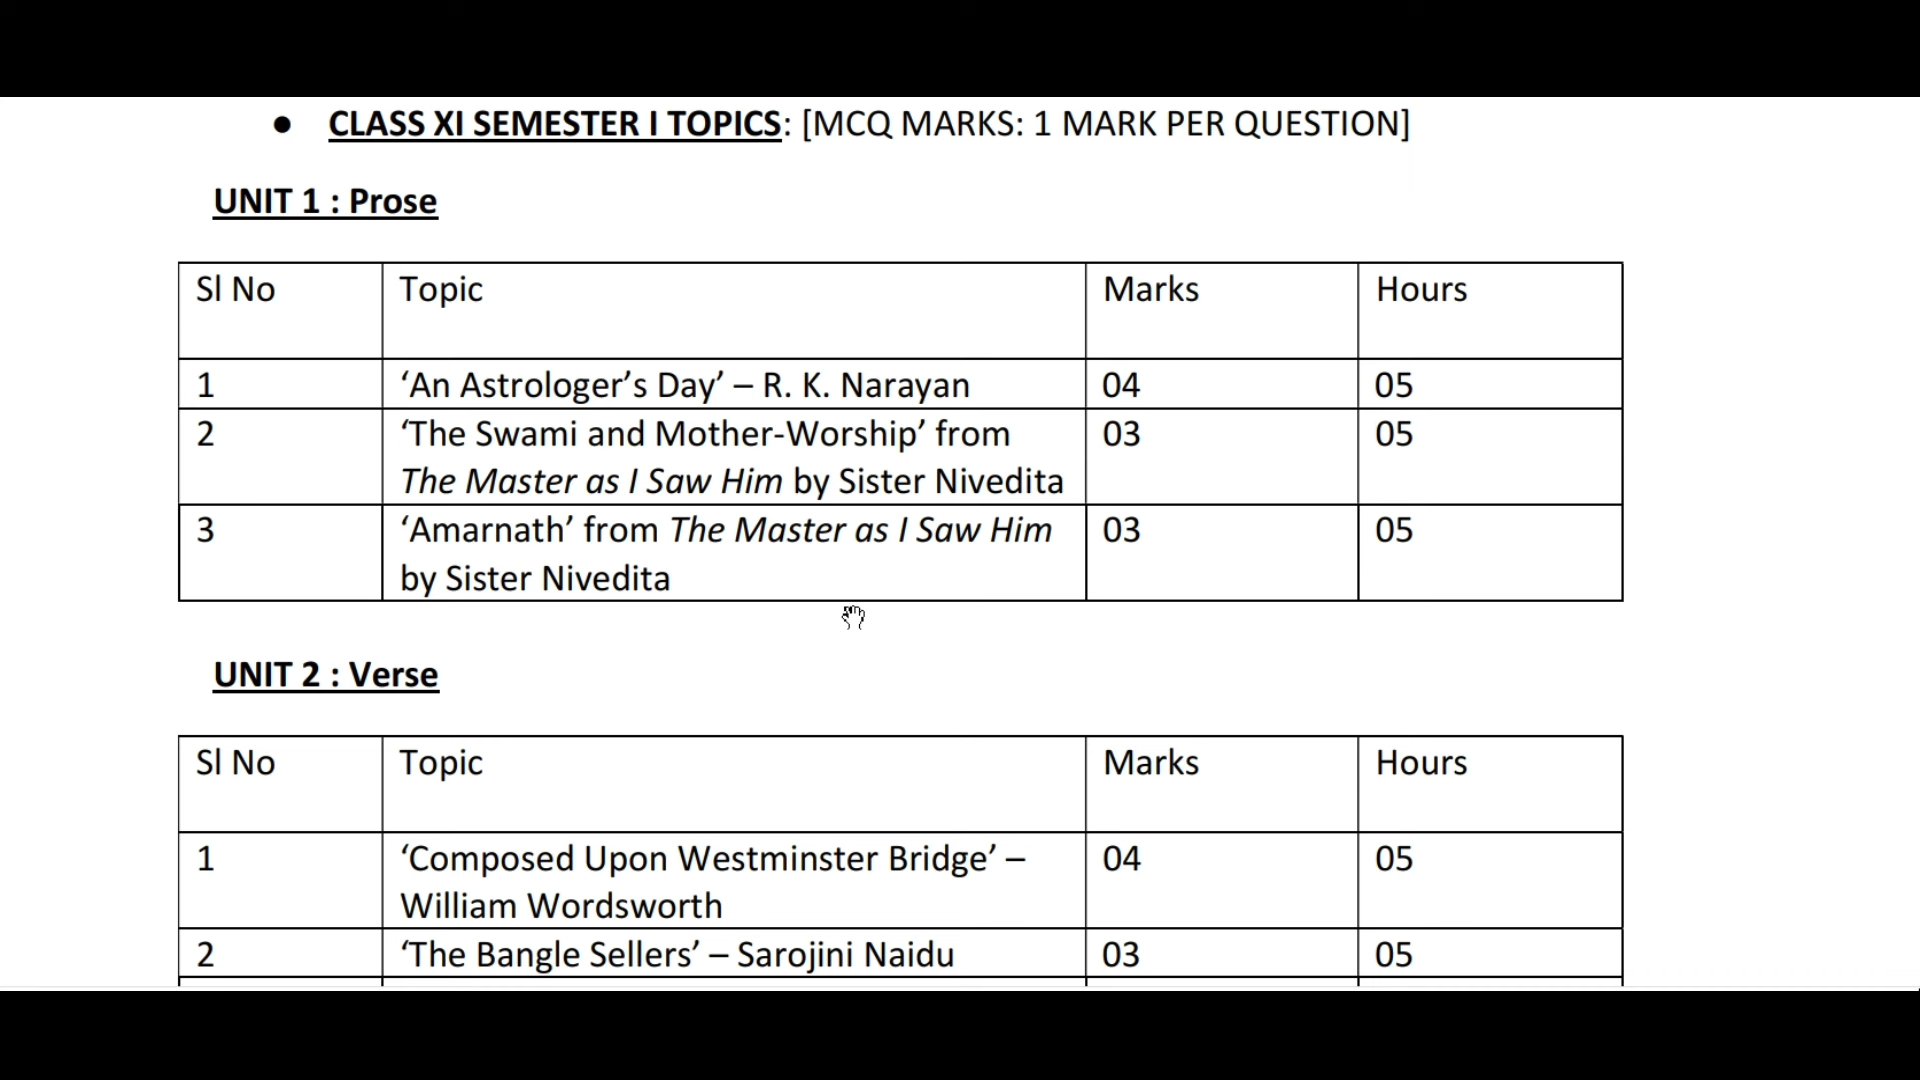 ● CLASS XI SEMESTER I TOPICS: [MCQ MARKS: 1 MARK PER QUESTION]
UNIT 1 : Prose
Sl No Topic Marks Hours
1 ‘An Astrologer’s Day’ – R. K. Narayan 04 05
2 ‘The Swami and Mother-Worship’ from 03 05
The Master as I Saw Him by Sister Nivedita
3 ‘Amarnath’ from The Master as I Saw Him 03 05
by Sister Nivedita
UNIT 2 : Verse
Sl No Topic Marks Hours
1 ‘Composed Upon Westminster Bridge’ – 04 05
William Wordsworth
2 ‘The Bangle Sellers’ – Sarojini Naidu 03 05